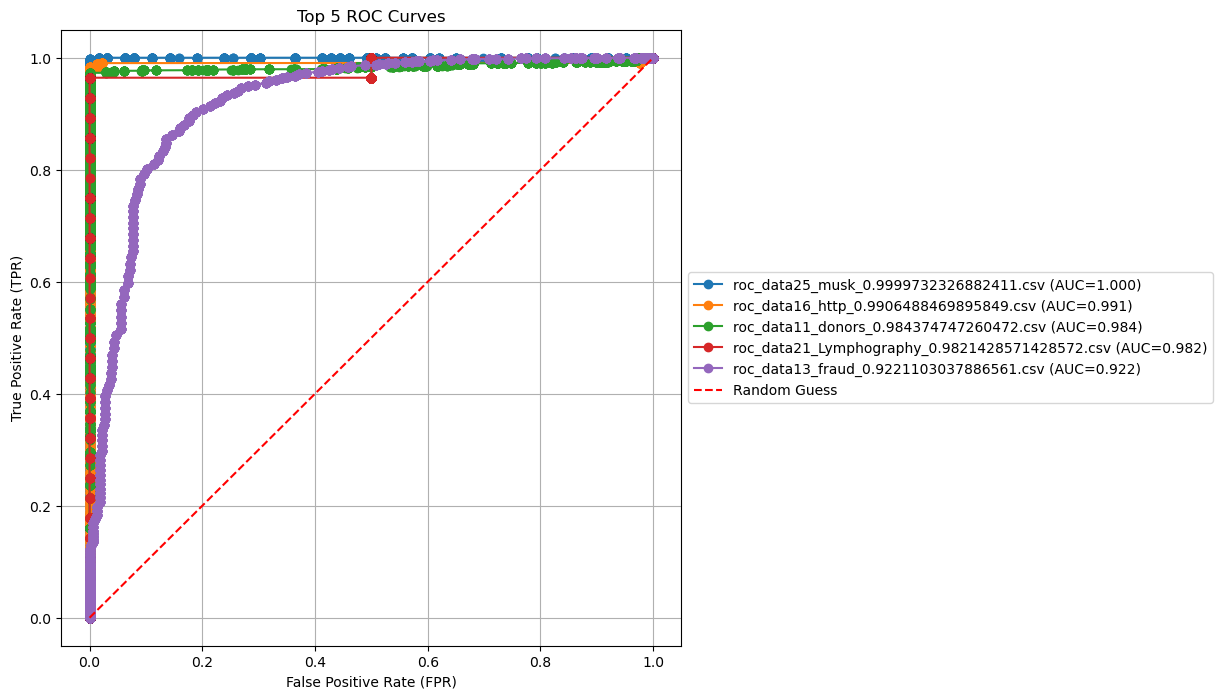 Top 5 ROC Curves
True Positive Rate (TPR)
1.0
0.8
0.6
0.4
0.2
0.0
0.0 0.2 0.4 0.6 0.8 1.0
False Positive Rate (FPR)
roc_data25_musk_0.9999732326882411.csv (AUC=1.000)
roc_data16_http_0.9906488469895849.csv (AUC=0.991)
roc_data11_donors_0.984374747260472.csv (AUC=0.984)
roc_data21_Lymphography_0.9821428571428572.csv (AUC=0.982)
roc_data13_fraud_0.9221103037886561.csv (AUC=0.922)
Random Guess